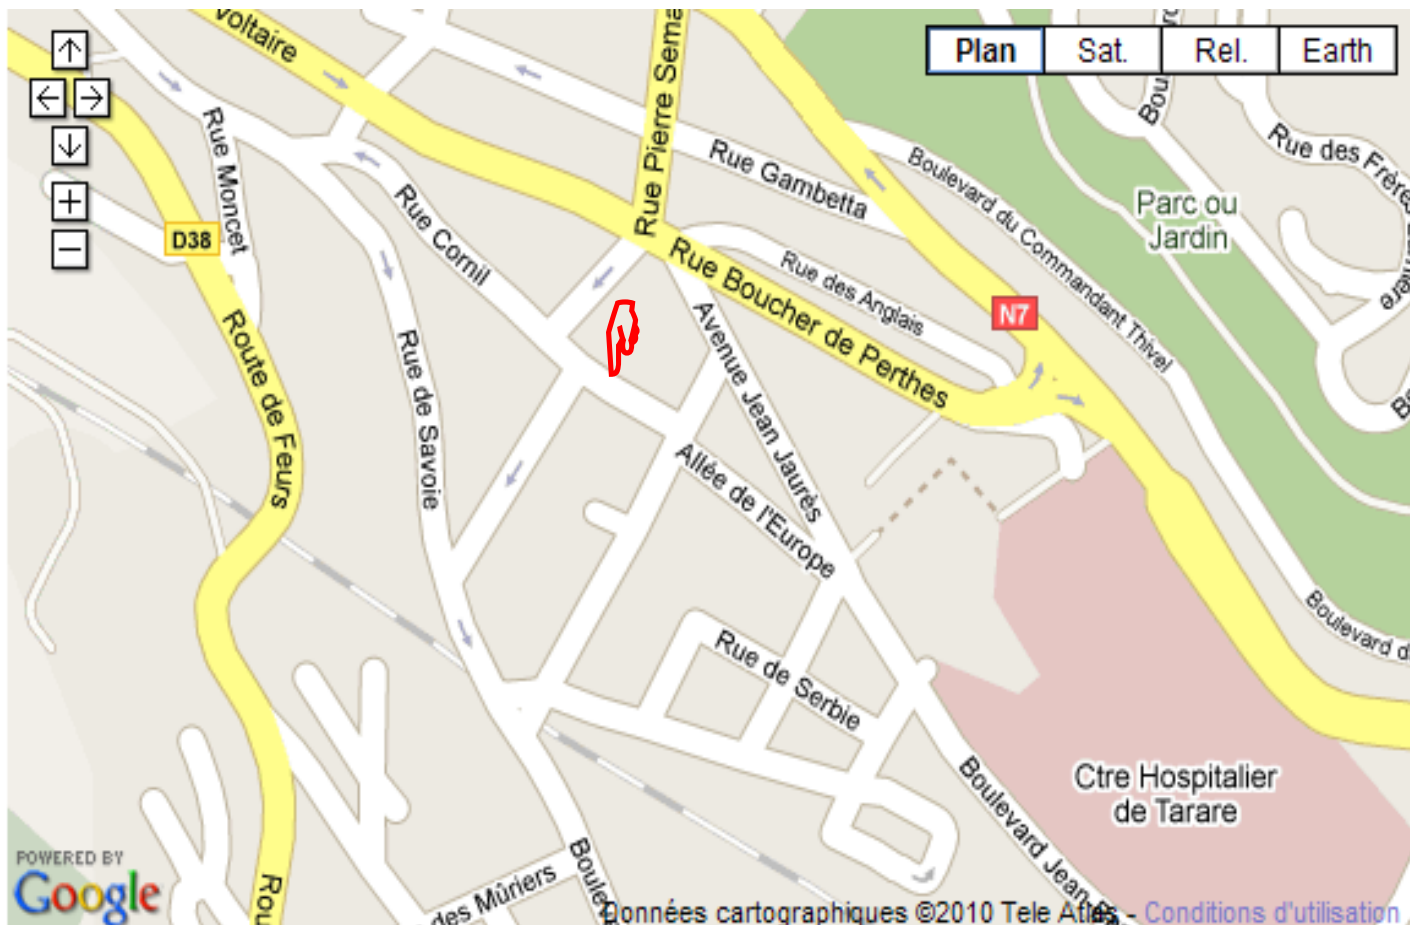 Voltaire
Plan
Sat.
Rel.
Earth
Rue Pierre Sema
Bou
Rue Moncet
Rue Gambetta
Boulevard du Commandant Thivel
Rue des Frère
Parc ou
Jardin
D38
Rue Cornil
Rue Boucher de Perthes
Rue des Anglais
N7
Route de Feurs
Rue de Savoie
Avenue Jean Jaurès
Allée de l'Europe
Boulevard d
Rue de Serbie
Ctre Hospitalier
de Tarare
Boulevard Jean
POWERED BY
Google
Rou
des Mûriers
Boule
Données cartographiques ©2010 Tele Atlas - Conditions d'utilisation